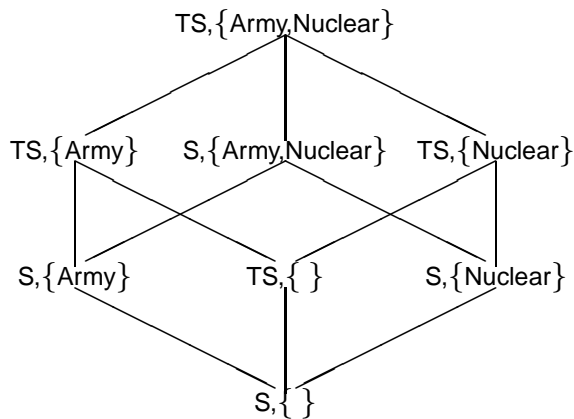 TS,{Army,Nuclear}
TS,{Army} S,{Army,Nuclear} TS,{Nuclear}
S,{Army} TS,{ } S,{Nuclear}
S,{ }